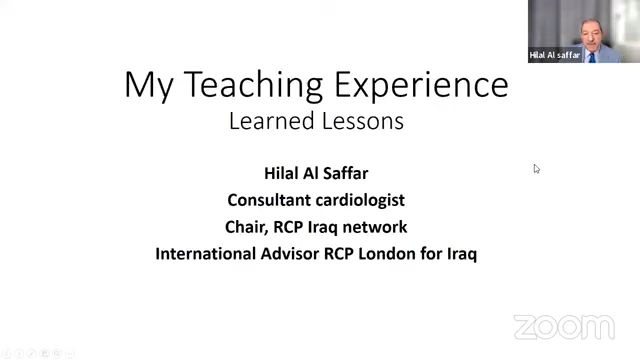 Hilal Al saffar
My Teaching Experience
Learned Lessons
Hilal Al Saffar
Consultant cardiologist
Chair, RCP Iraq network
International Advisor RCP London for Iraq
zoom